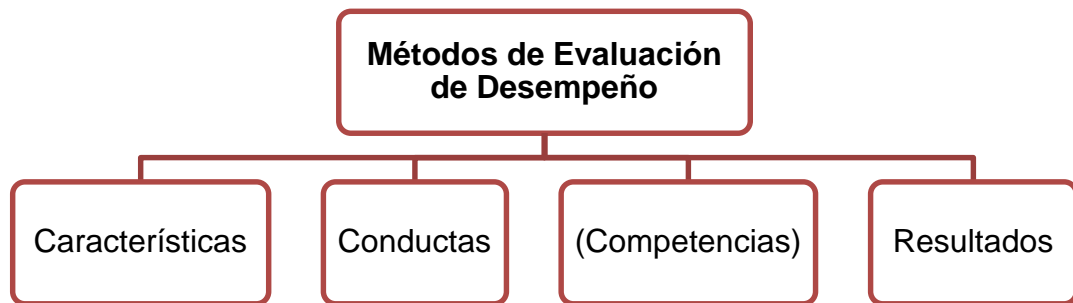 Métodos de Evaluación
de Desempeño
Características
Conductas
(Competencias)
Resultados